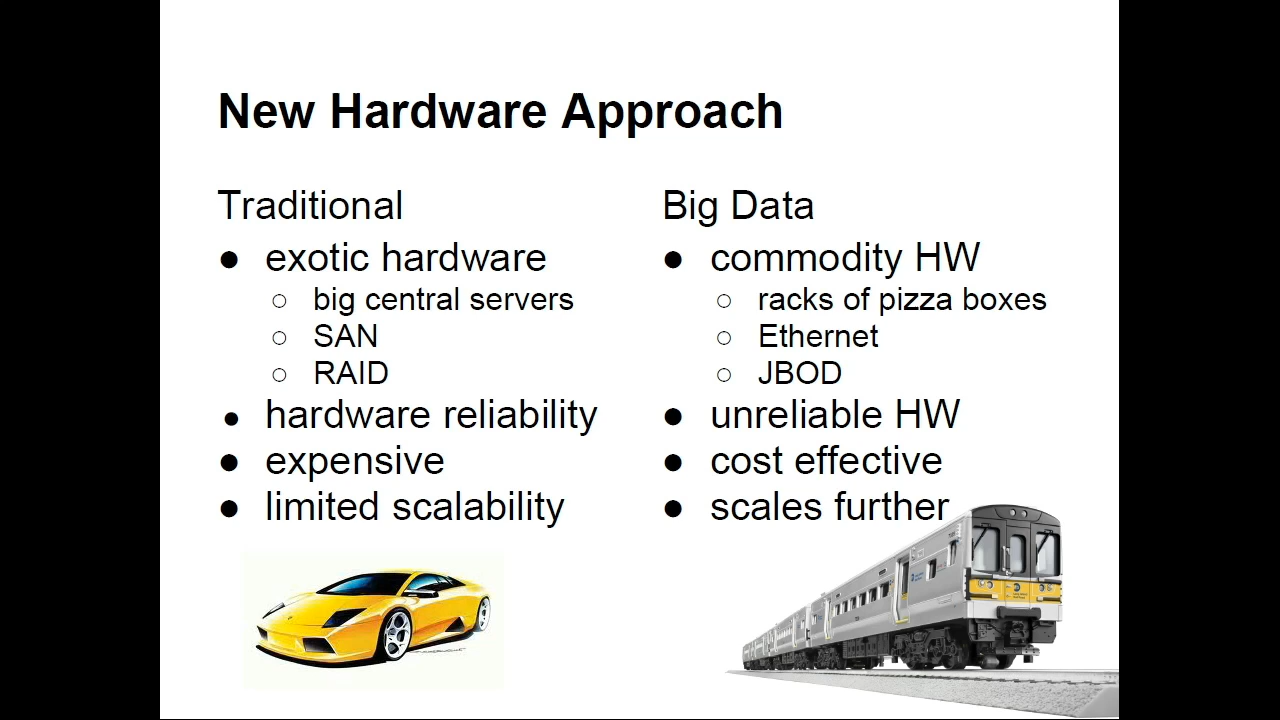 New Hardware Approach
Traditional
● exotic hardware
○ big central servers
○ SAN
○ RAID
● hardware reliability
● expensive
● limited scalability
Big Data
● commodity HW
○ racks of pizza boxes
○ Ethernet
○ JBOD
● unreliable HW
● cost effective
● scales further